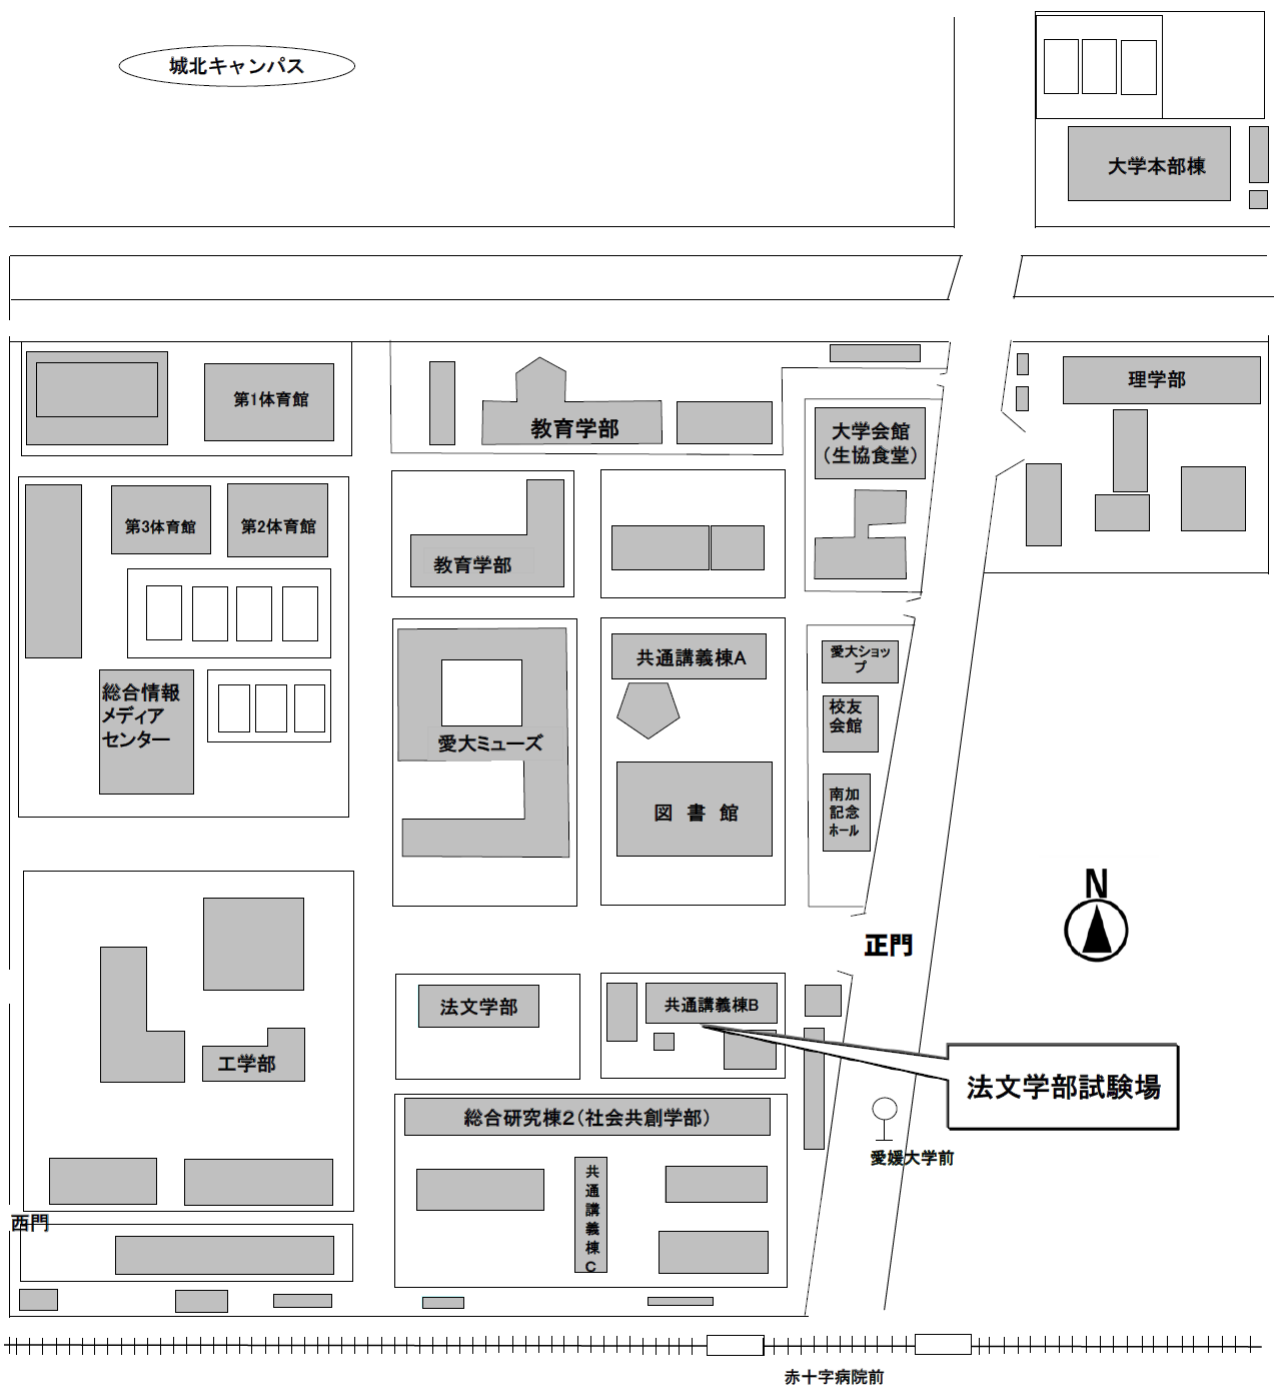 城北キャンパス
大学本部棟
第1体育館
教育学部
大学会館
（生協食堂）
理学部
第3体育館
第2体育館
教育学部
共通講義棟A
愛大ショッ
プ
総合情報
メディア
センター
愛大ミューズ
校友
会館
図 書 館
南加
記念
ホール
N
正門
法文学部
共通講義棟B
工学部
法文学部試験場
総合研究棟2（社会共創学部）
愛媛大学前
共
通
講
義
棟
C
西門
赤十字病院前